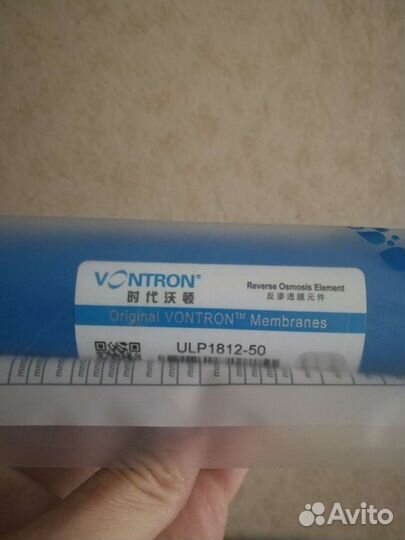 VONTRON®
时代沃顿
Reverse Osmosis Element
反渗透膜元件
Original VONTRON™ Membranes
ULP1812-50
Avito